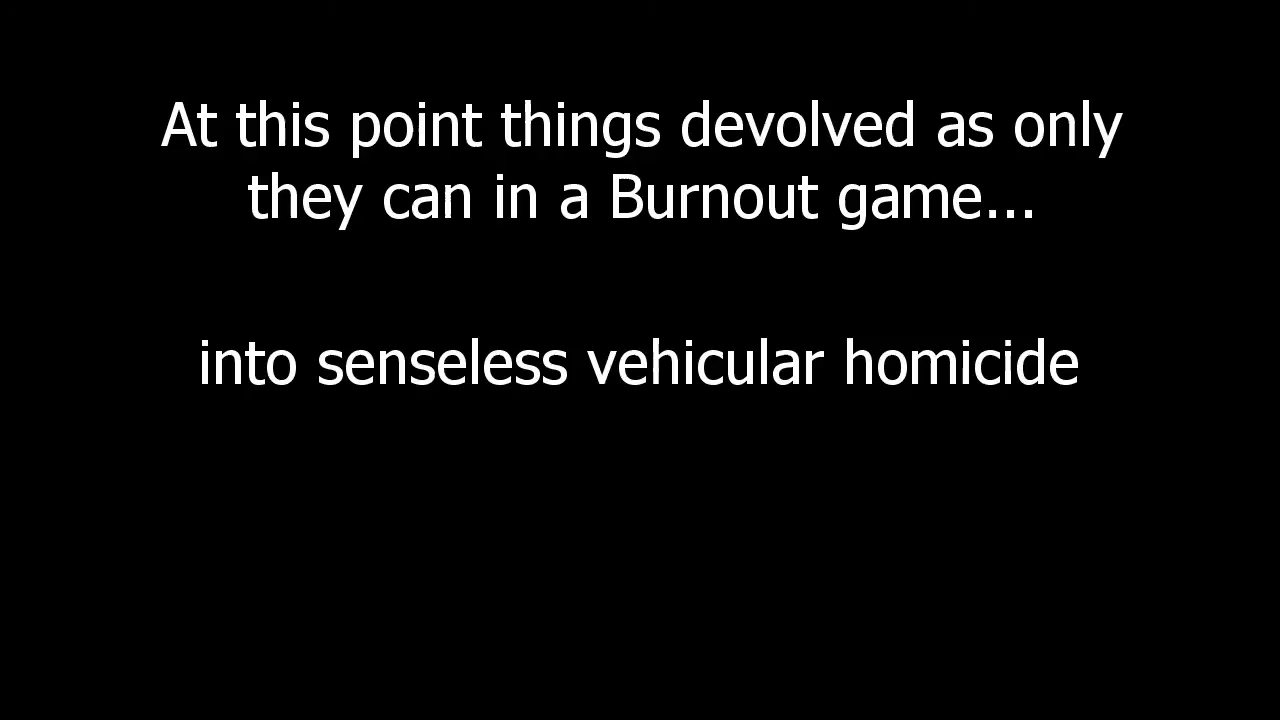 At this point things devolved as only
they can in a Burnout game...
into senseless vehicular homicide